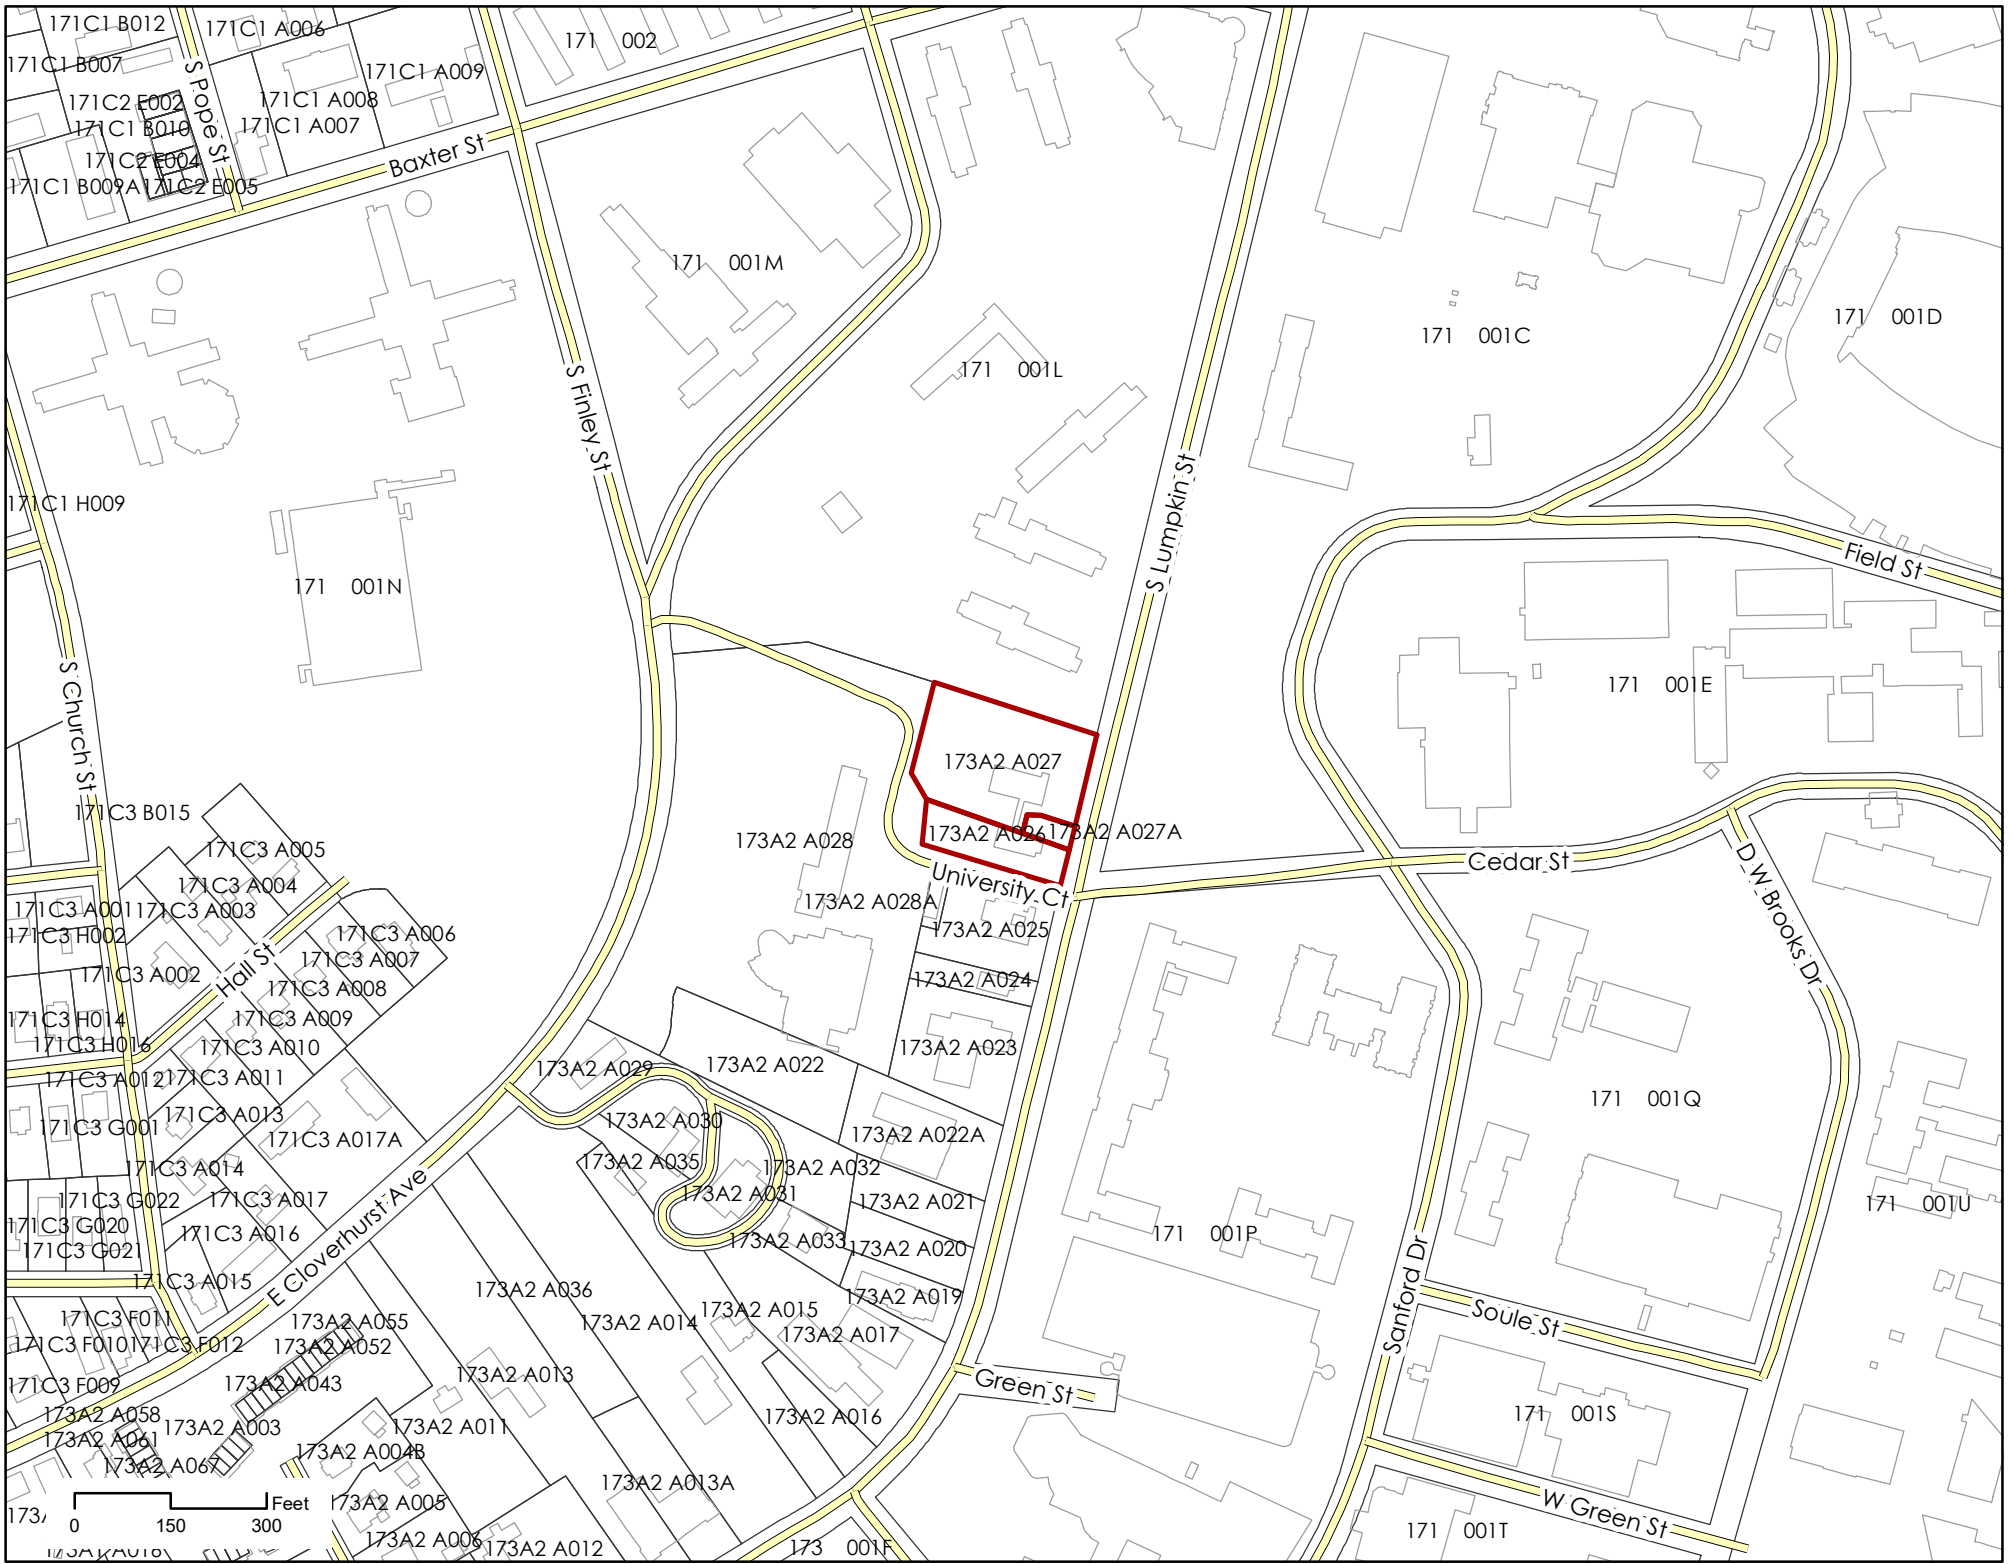 171C1 B012
171C1 A006
171 002
171C1 B007
171C1 A009
S Pope St
171C2 E002
171C1 A008
171C1 B010
171C1 A007
171C2 E004
Baxter St
171C1 B009A
171C2 E005
171 001M
171 001D
171 001C
171 001L
S Finley St
171C1 H009
S Lumpkin St
Field St
171 001N
171 001E
S Church St
173A2 A027
171C3 B015
173A2 A028
173A2 A026
173A2 A027A
171C3 A005
Cedar St
D W Brooks Dr
171C3 A004
University Ct
171C3 A001
171C3 A003
173A2 A028A
171C3 H002
171C3 A006
173A2 A025
171C3 A007
Hall St
171C3 A002
173A2 A024
171C3 A008
171C3 H014
171C3 A009
171C3 H016
171C3 A010
173A2 A023
173A2 A029
173A2 A022
171C3 A012
171C3 A011
171 001Q
171C3 A013
173A2 A030
171C3 G001
171C3 A017A
173A2 A022A
171C3 A014
173A2 A035
173A2 A032
171C3 G022
171C3 A017
173A2 A031
173A2 A021
171 001U
171C3 G020
171C3 A016
173A2 A033
173A2 A020
171 001P
171C3 G021
E Cloverhurst Ave
171C3 A015
173A2 A036
173A2 A019
Sanford Dr
171C3 F011
173A2 A055
173A2 A014
173A2 A015
Soule St
171C3 F010
171C3 F012
173A2 A052
173A2 A017
171C3 F009
173A2 A043
173A2 A013
Green St
173A2 A058
173A2 A003
173A2 A011
173A2 A016
171 001S
173A2 A061
173A2 A004B
173A2 A067
173A2 A013A
Feet
173A2 A005
W Green St
0 150 300
173A2 A006
173A2 A012
173 001F
171 001T